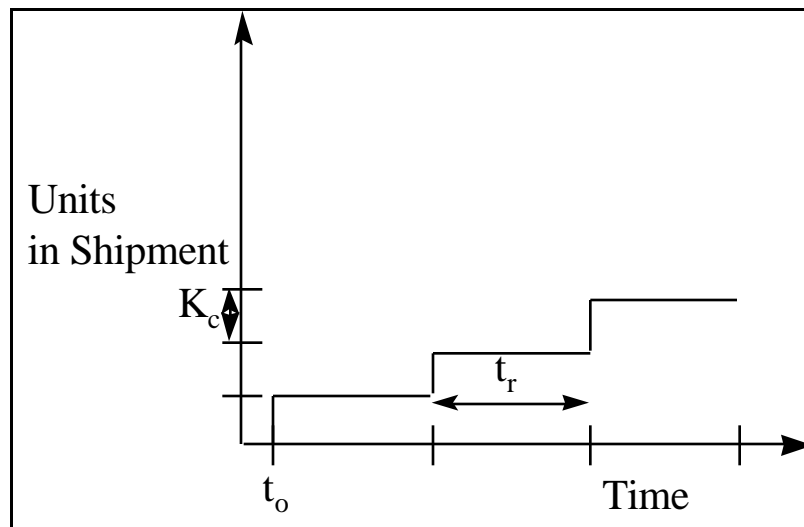 Units
in Shipment
K_c
t_r
t_o
Time